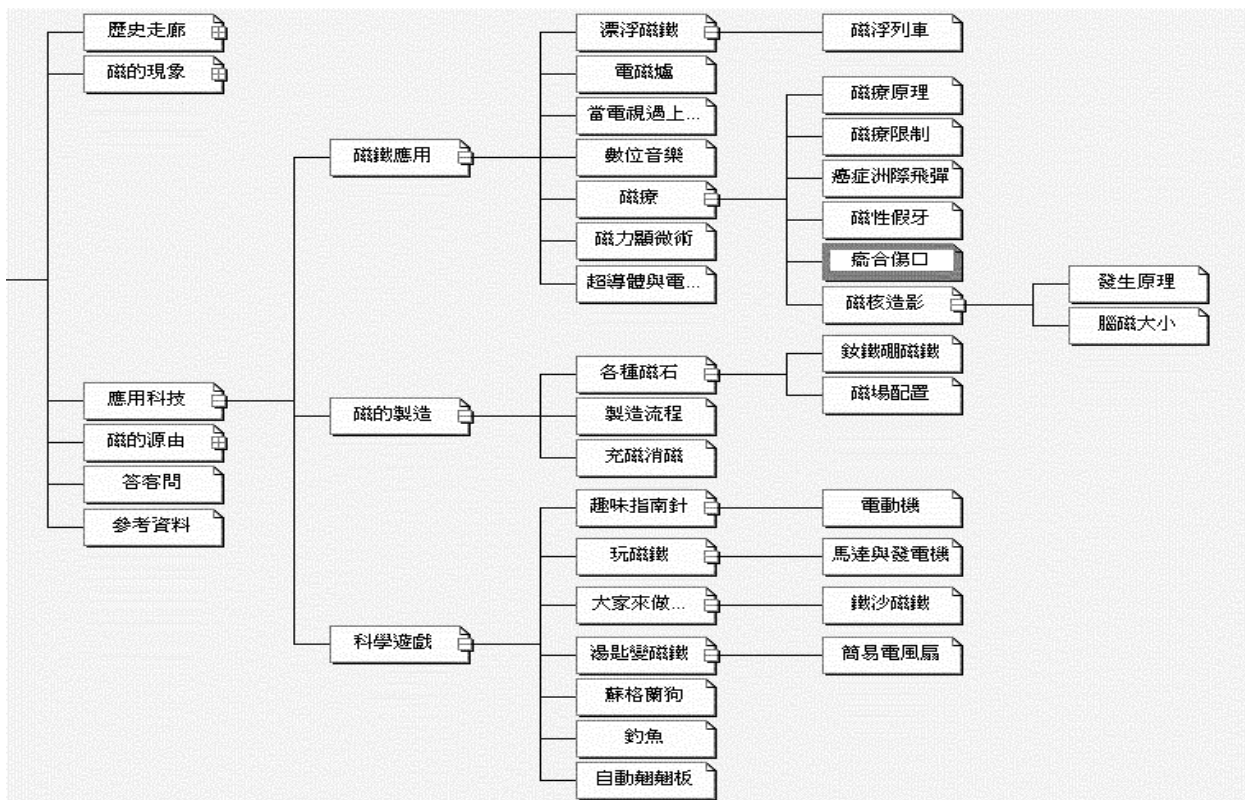 歷史走廊
磁的現象
應用科技
磁鐵應用
漂浮磁鐵
磁浮列車
電磁爐
當電視遇上...
數位音樂
磁療
磁療原理
磁療限制
癌症洲際飛彈
磁性假牙
癒合傷口
磁核造影
發生原理
腦磁大小
磁力顯微術
超導體與電...
磁的製造
各種磁石
釹鐵硼磁鐵
磁場配置
製造流程
充磁消磁
科學遊戲
趣味指南針
電動機
玩磁鐵
馬達與發電機
大家來做...
鐵沙磁鐵
湯匙變磁鐵
簡易電風扇
蘇格蘭狗
釣魚
自動翹翹板
磁的源由
答客問
參考資料